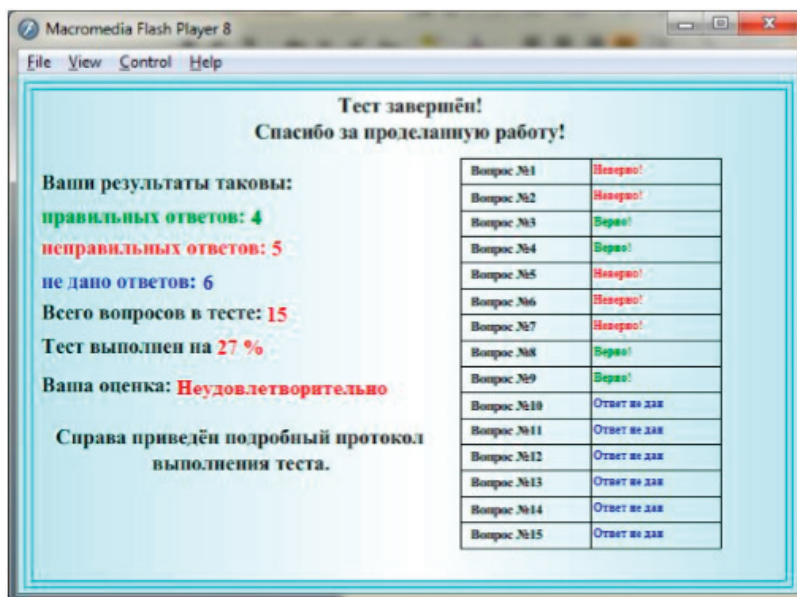 Macromedia Flash Player 8
File View Control Help
Тест завершён!
Спасибо за проделанную работу!
Ваши результаты таковы:
правильных ответов: 4
неправильных ответов: 5
не дано ответов: 6
Всего вопросов в тесте: 15
Тест выполнен на 27 %
Ваша оценка: Неудовлетворительно
Справа приведён подробный протокол
выполнения теста.
Вопрос №1 Неверно!
Вопрос №2 Неверно!
Вопрос №3 Верно!
Вопрос №4 Верно!
Вопрос №5 Неверно!
Вопрос №6 Неверно!
Вопрос №7 Неверно!
Вопрос №8 Верно!
Вопрос №9 Верно!
Вопрос №10 Ответ не дан
Вопрос №11 Ответ не дан
Вопрос №12 Ответ не дан
Вопрос №13 Ответ не дан
Вопрос №14 Ответ не дан
Вопрос №15 Ответ не дан